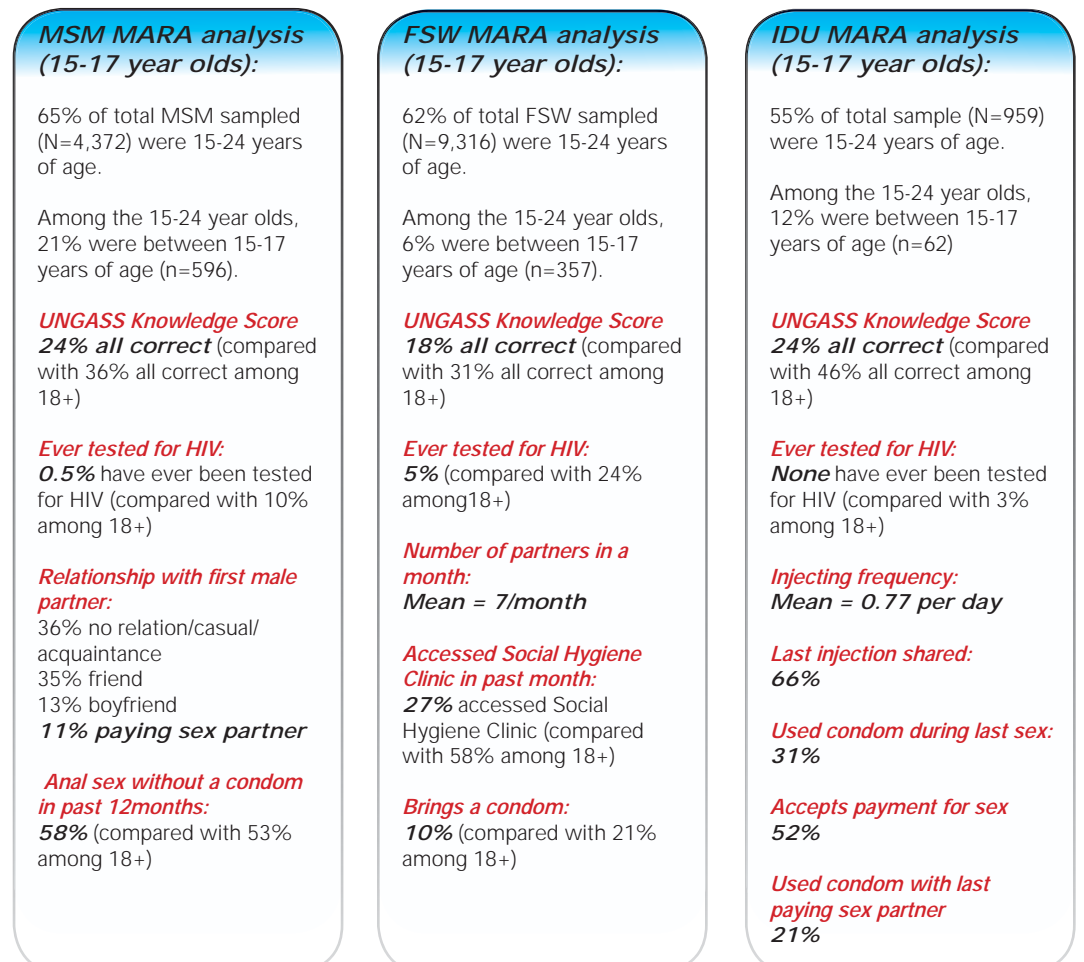 MSM MARA analysis
(15-17 year olds):
65% of total MSM sampled
(N=4,372) were 15-24 years
of age.
Among the 15-24 year olds,
21% were between 15-17
years of age (n=596).
UNGASS Knowledge Score
24% all correct (compared
with 36% all correct among
18+)
Ever tested for HIV:
0.5% have ever been tested
for HIV (compared with 10%
among 18+)
Relationship with first male
partner:
36% no relation/casual/
acquaintance
35% friend
13% boyfriend
11% paying sex partner
Anal sex without a condom
in past 12months:
58% (compared with 53%
among 18+)
FSW MARA analysis
(15-17 year olds):
62% of total FSW sampled
(N=9,316) were 15-24 years
of age.
Among the 15-24 year olds,
6% were between 15-17
years of age (n=357).
UNGASS Knowledge Score
18% all correct (compared
with 31% all correct among
18+)
Ever tested for HIV:
5% (compared with 24%
among18+)
Number of partners in a
month:
Mean = 7/month
Accessed Social Hygiene
Clinic in past month:
27% accessed Social
Hygiene Clinic (compared
with 58% among 18+)
Brings a condom:
10% (compared with 21%
among 18+)
IDU MARA analysis
(15-17 year olds):
55% of total sample (N=959)
were 15-24 years of age.
Among the 15-24 year olds,
12% were between 15-17
years of age (n=62)
UNGASS Knowledge Score
24% all correct (compared
with 46% all correct among
18+)
Ever tested for HIV:
None have ever been tested
for HIV (compared with 3%
among 18+)
Injecting frequency:
Mean = 0.77 per day
Last injection shared:
66%
Used condom during last sex:
31%
Accepts payment for sex
52%
Used condom with last
paying sex partner
21%